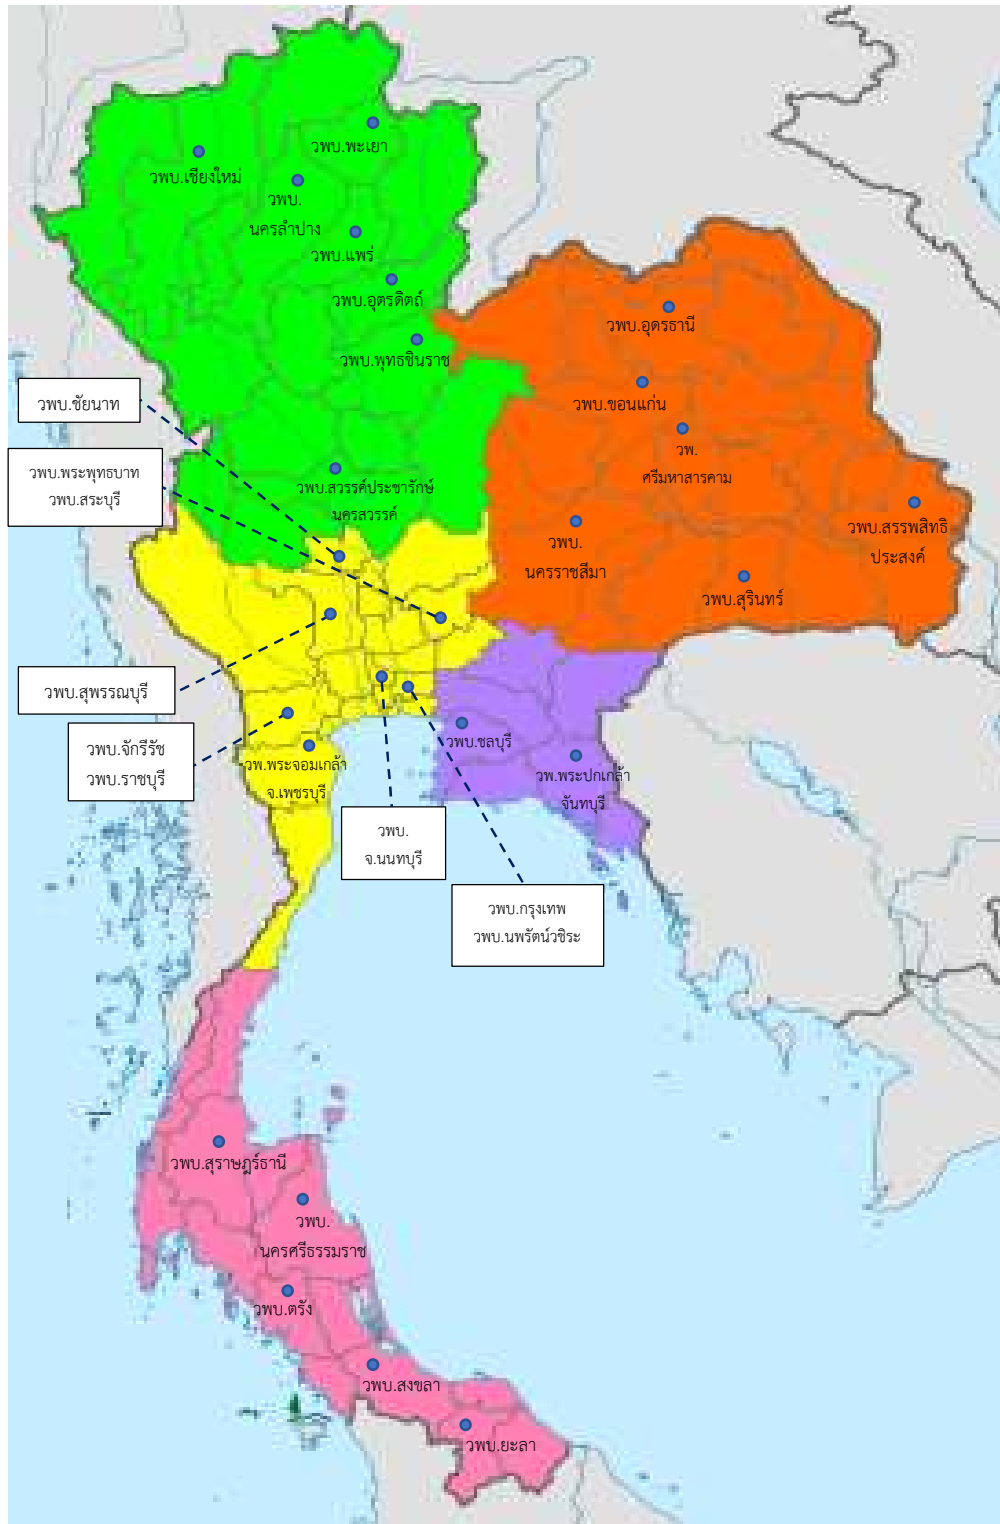 วพบ.พะเยา
วพบ.เชียงใหม่
วพบ.
นครลำปาง
วพบ.แพร่
วพบ.อุตรดิตถ์
วพบ.อุดรธานี
วพบ.พุทธชินราช
วพบ.ชัยนาท
วพบ.ขอนแก่น
วพ.
ศรีมหาสารคาม
วพบ.พระพุทธบาท
วพบ.สระบุรี
วพบ.สวรรค์ประชารักษ์
นครสวรรค์
วพบ.สรรพสิทธิ
ประสงค์
วพบ.
นครราชสีมา
วพบ.สุรินทร์
วพบ.สุพรรณบุรี
วพบ.จักรีรัช
วพบ.ราชบุรี
วพ.พระจอมเกล้า
จ.เพชรบุรี
วพบ.ชลบุรี
วพ.พระปกเกล้า
จันทบุรี
วพบ.
จ.นนทบุรี
วพบ.กรุงเทพ
วพบ.นพรัตน์วชิระ
วพบ.สุราษฎร์ธานี
วพบ.
นครศรีธรรมราช
วพบ.ตรัง
วพบ.สงขลา
วพบ.ยะลา